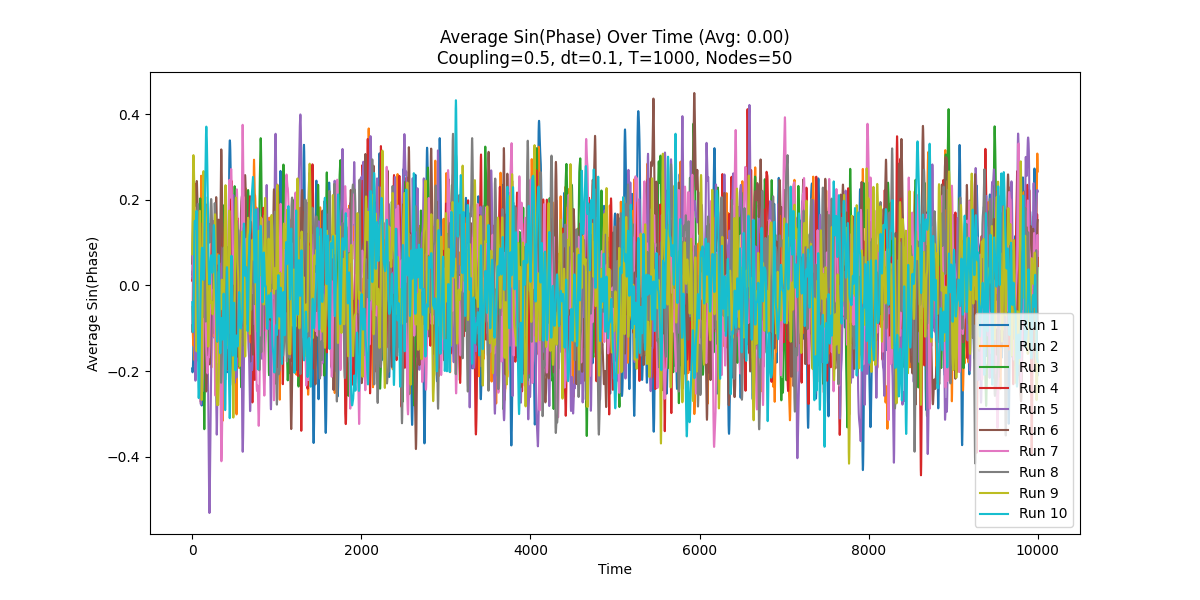 Average Sin(Phase) Over Time (Avg: 0.00)
Coupling=0.5, dt=0.1, T=1000, Nodes=50
Average Sin(Phase)
0.4
0.2
0.0
−0.2
−0.4
Run 1
Run 2
Run 3
Run 4
Run 5
Run 6
Run 7
Run 8
Run 9
Run 10
0 2000 4000 6000 8000 10000
Time